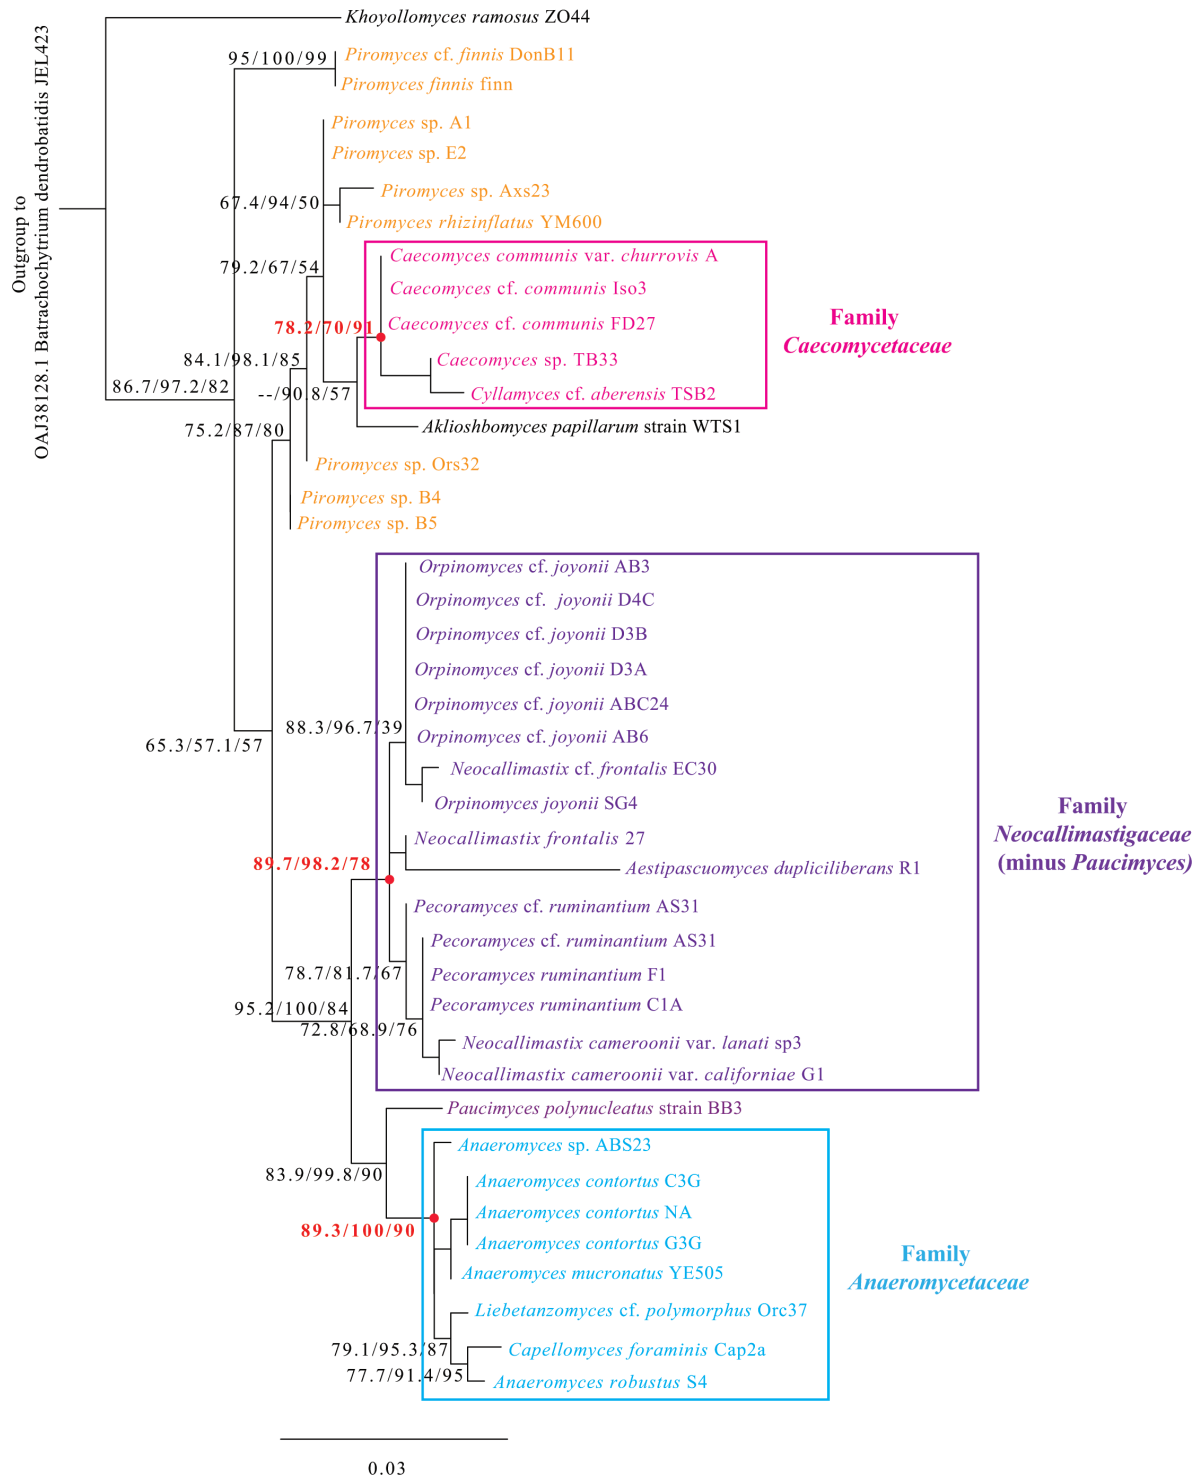 Outgroup to
OAJ38128.1 Batrachochytrium dendrobatidis JEL423
Khoyollomyces ramosus ZO44
95/100/99
Piromyces cf. finnis DonB11
Piromyces finnis finn
Piromyces sp. A1
Piromyces sp. E2
Piromyces sp. Axs23
67.4/94/50
Piromyces rhizinflatus YM600
Caecomyces communis var. churrovis A
79.2/67/54
Caecomyces cf. communis Iso3
78.2/70/91
Caecomyces cf. communis FD27
Family
Caecomycetaceae
84.1/98.1/85
Caecomyces sp. TB33
86.7/97.2/82
--/90.8/57
Cyllamyces cf. aberensis TSB2
75.2/87/80
Aklioshbomyces papillarum strain WTS1
Piromyces sp. Ors32
Piromyces sp. B4
Piromyces sp. B5
Orpinomyces cf. joyonii AB3
Orpinomyces cf. joyonii D4C
Orpinomyces cf. joyonii D3B
Orpinomyces cf. joyonii D3A
Orpinomyces cf. joyonii ABC24
88.3/96.7/39
Orpinomyces cf. joyonii AB6
65.3/57.1/57
Neocallimastix cf. frontalis EC30
Orpinomyces joyonii SG4
Family
Neocallimastigaceae
(minus Paucimyces)
Neocallimastix frontalis 27
89.7/98.2/78
Aestipascuomyces dupliciliberans R1
Pecoramyces cf. ruminantium AS31
Pecoramyces cf. ruminantium AS31
78.7/81.7/67
Pecoramyces ruminantium F1
95.2/100/84
Pecoramyces ruminantium C1A
72.8/68.9/76
Neocallimastix cameroonii var. lanati sp3
Neocallimastix cameroonii var. californiae G1
Paucimyces polynucleatus strain BB3
Anaeromyces sp. ABS23
83.9/99.8/90
Anaeromyces contortus C3G
Anaeromyces contortus NA
89.3/100/90
Anaeromyces contortus G3G
Family
Anaeromycetaceae
Anaeromyces mucronatus YE505
Liebetanzomyces cf. polymorphus Orc37
79.1/95.3/87
Capellomyces foraminis Cap2a
77.7/91.4/95
Anaeromyces robustus S4
0.03